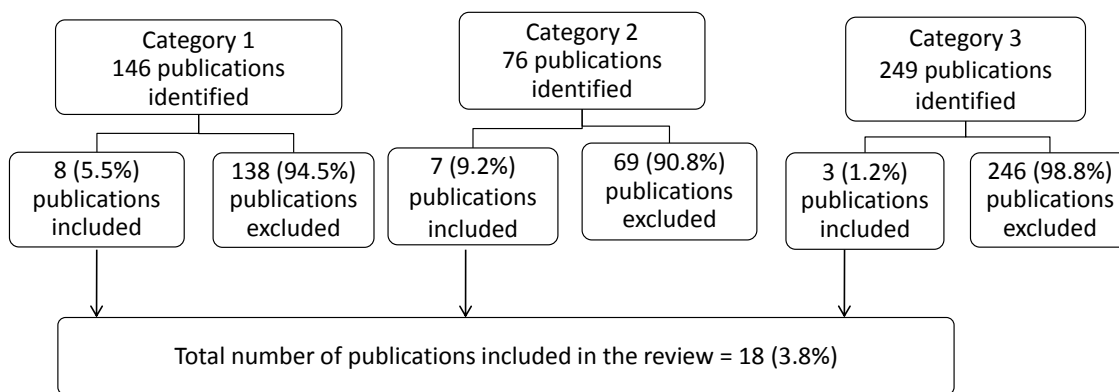 Category 1
146 publications
identified
Category 2
76 publications
identified
Category 3
249 publications
identified
8 (5.5%)
publications
included
138 (94.5%)
publications
excluded
7 (9.2%)
publications
included
69 (90.8%)
publications
excluded
3 (1.2%)
publications
included
246 (98.8%)
publications
excluded
Total number of publications included in the review = 18 (3.8%)